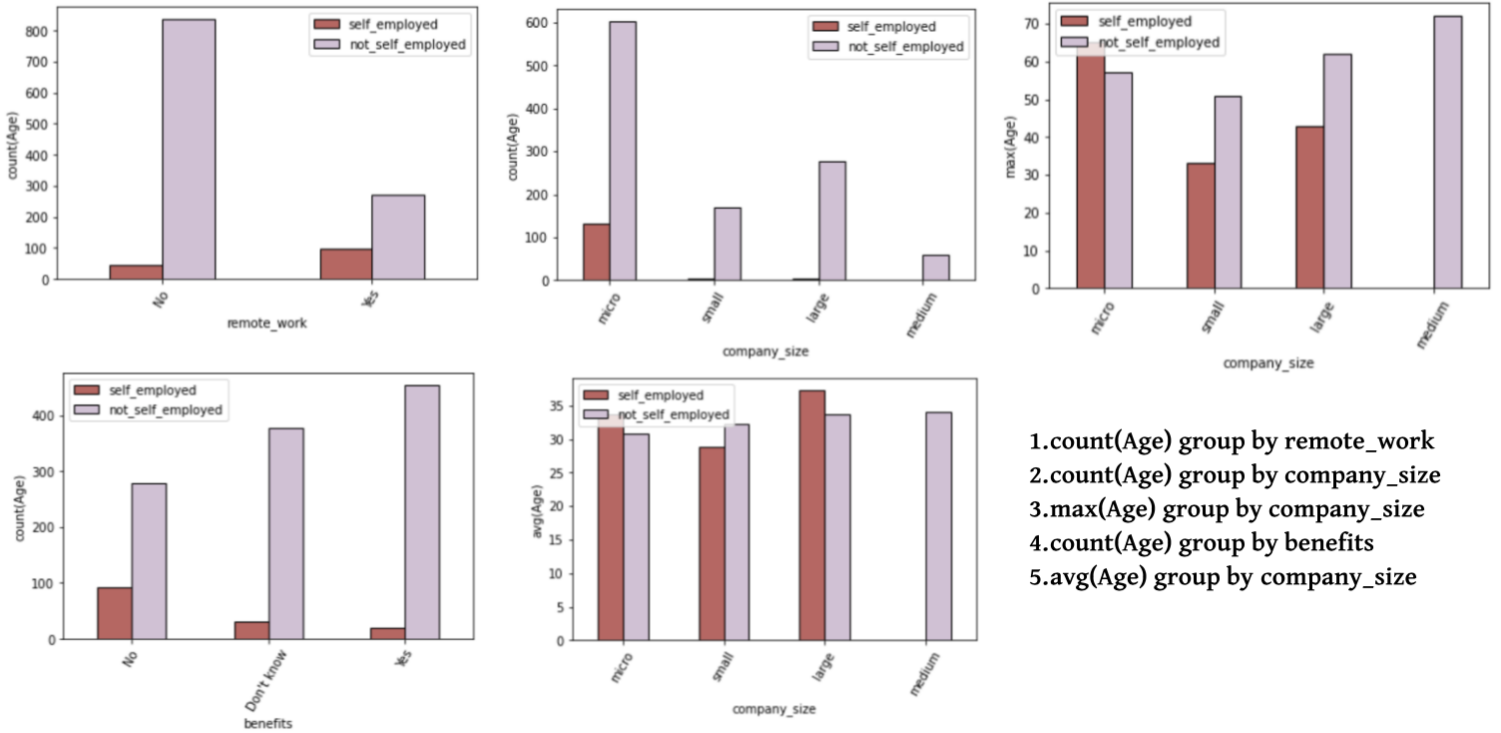 800
700
600
500
400
300
200
100
0
count(Age)
self_employed
not_self_employed
No
Yes
remote_work
600
500
400
300
200
100
0
count(Age)
self_employed
not_self_employed
micro
small
large
medium
company_size
70
60
50
40
30
20
10
0
max(Age)
self_employed
not_self_employed
micro
small
large
medium
company_size
400
300
200
100
0
count(Age)
self_employed
not_self_employed
No
Don't know
Yes
benefits
35
30
25
20
15
10
5
0
avg(Age)
self_employed
not_self_employed
micro
small
large
medium
company_size
1.count(Age) group by remote_work
2.count(Age) group by company_size
3.max(Age) group by company_size
4.count(Age) group by benefits
5.avg(Age) group by company_size